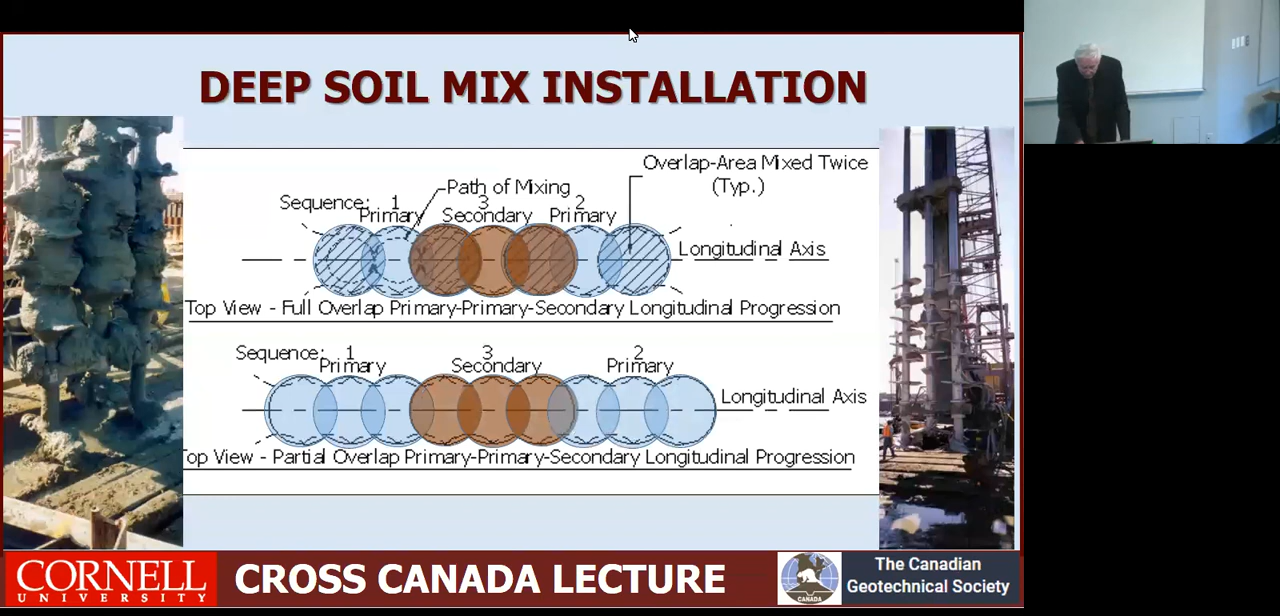 DEEP SOIL MIX INSTALLATION
Overlap-Area Mixed Twice
(Typ.)
Path of Mixing
Sequence: 1 3 2
Primary Secondary Primary
Longitudinal Axis
Top View - Full Overlap Primary-Primary-Secondary Longitudinal Progression
Sequence: 1 3 2
Primary Secondary Primary
Longitudinal Axis
Top View - Partial Overlap Primary-Primary-Secondary Longitudinal Progression
CORNELL
UNIVERSITY
CROSS CANADA LECTURE
CANADA
The Canadian
Geotechnical Society